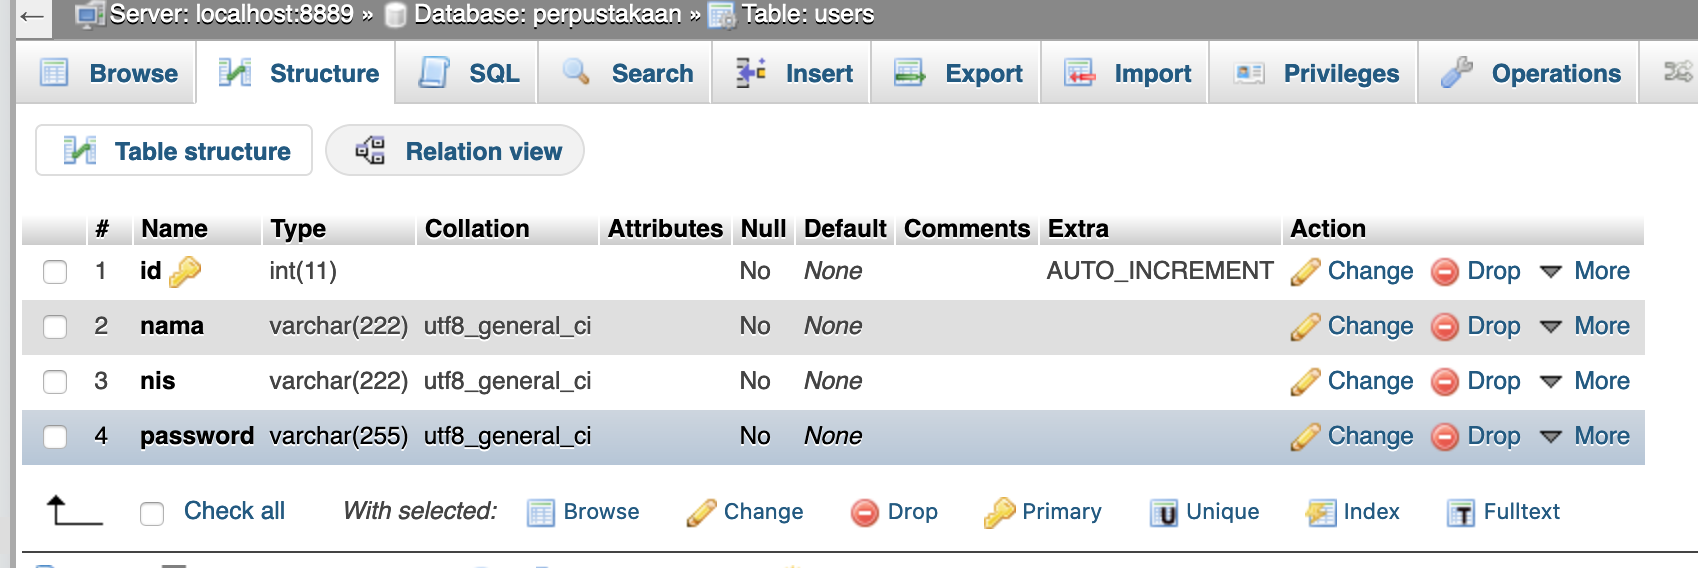 ← Server: localhost:8889 » Database: perpustakaan » Table: users
Browse Structure SQL Search Insert Export Import Privileges Operations
Table structure Relation view
# Name Type Collation Attributes Null Default Comments Extra Action
1 id int(11) No None AUTO_INCREMENT Change Drop More
2 nama varchar(222) utf8_general_ci No None Change Drop More
3 nis varchar(222) utf8_general_ci No None Change Drop More
4 password varchar(255) utf8_general_ci No None Change Drop More
Check all With selected: Browse Change Drop Primary Unique Index Fulltext